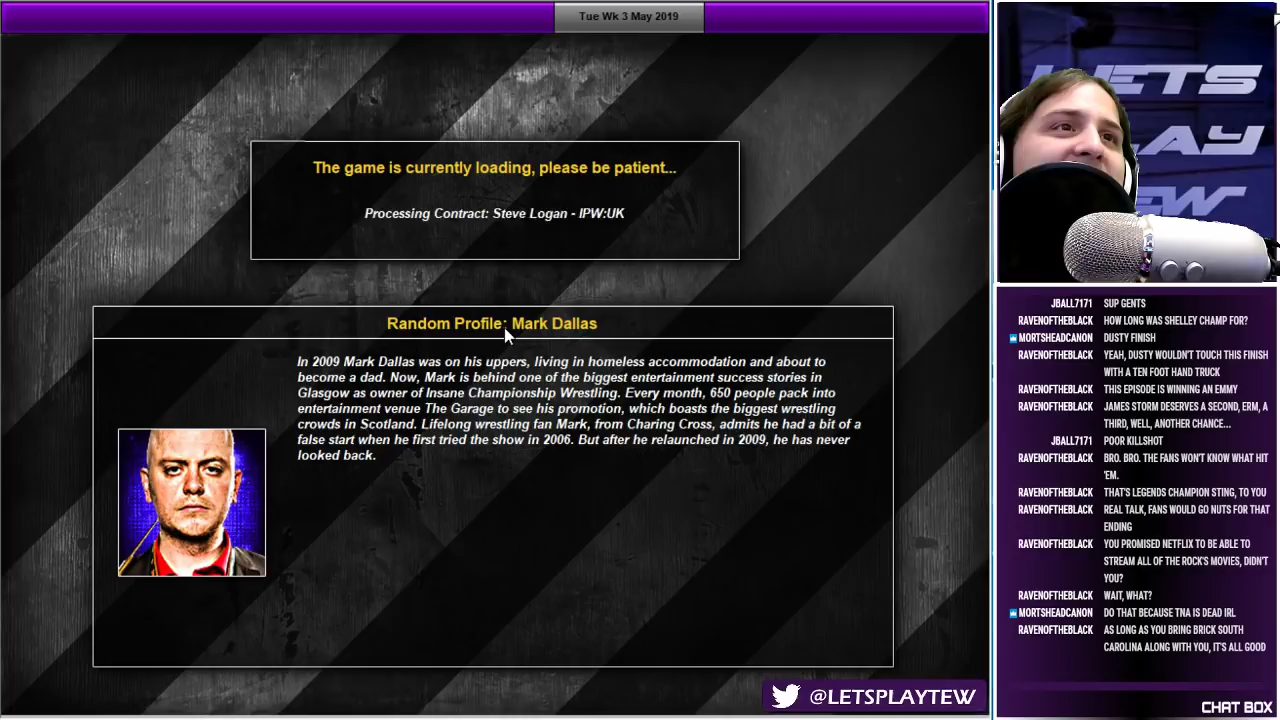 Tue Wk 3 May 2019
The game is currently loading, please be patient...
Processing Contract: Steve Logan - IPW:UK
Random Profile: Mark Dallas
In 2009 Mark Dallas was on his uppers, living in homeless accommodation and about to
become a dad. Now, Mark is behind one of the biggest entertainment success stories in
Glasgow as owner of Insane Championship Wrestling. Every month, 650 people pack into
entertainment venue The Garage to see his promotion, which boasts the biggest wrestling
crowds in Scotland. Lifelong wrestling fan Mark, from Charing Cross, admits he had a bit of a
false start when he first tried the show in 2006. But after he relaunched in 2009, he has never
looked back.
@LETSPLAYTEW
LETS
LAY
EW
JBALL7171 SUP GENTS
RAVENOFTHEBLACK HOW LONG WAS SHELLEY CHAMP FOR?
MORTSHEADCANON DUSTY FINISH
RAVENOFTHEBLACK YEAH, DUSTY WOULDN'T TOUCH THIS FINISH
WITH A TEN FOOT HAND TRUCK
RAVENOFTHEBLACK THIS EPISODE IS WINNING AN EMMY
RAVENOFTHEBLACK JAMES STORM DESERVES A SECOND, ERM, A
THIRD, WELL, ANOTHER CHANCE...
JBALL7171 POOR KILLSHOT
RAVENOFTHEBLACK BRO. BRO. THE FANS WON'T KNOW WHAT HIT
'EM.
RAVENOFTHEBLACK THAT'S LEGENDS CHAMPION STING, TO YOU
RAVENOFTHEBLACK REAL TALK, FANS WOULD GO NUTS FOR THAT
ENDING
RAVENOFTHEBLACK YOU PROMISED NETFLIX TO BE ABLE TO
STREAM ALL OF THE ROCK'S MOVIES, DIDN'T
YOU?
RAVENOFTHEBLACK WAIT, WHAT?
MORTSHEADCANON DO THAT BECAUSE TNA IS DEAD IRL
RAVENOFTHEBLACK AS LONG AS YOU BRING BRICK SOUTH
CAROLINA ALONG WITH YOU, IT'S ALL GOOD
CHAT BOX